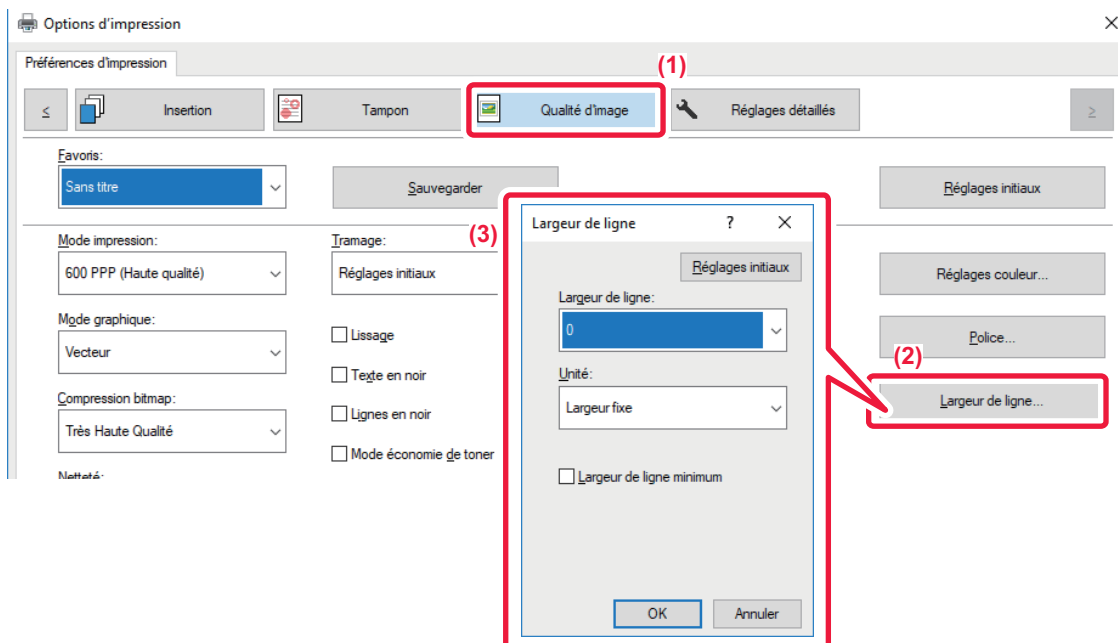 Options d'impression
Préférences d'impression
(1)
≤ Insertion Tampon Qualité d'image Réglages détaillés ≥
Favoris:
Sans titre Sauvegarder Réglages initiaux
Mode impression: Tramage:
600 PPP (Haute qualité) Réglages initiaux Réglages couleur...
Mode graphique:
Vecteur
Lissage
Police...
Texte en noir
(2)
Compression bitmap:
Très Haute Qualité
Lignes en noir
Largeur de ligne...
Mode économie de toner
Netteté:
(3)
Largeur de ligne ?
Réglages initiaux
Largeur de ligne:
0
Unité:
Largeur fixe
Largeur de ligne minimum
OK Annuler